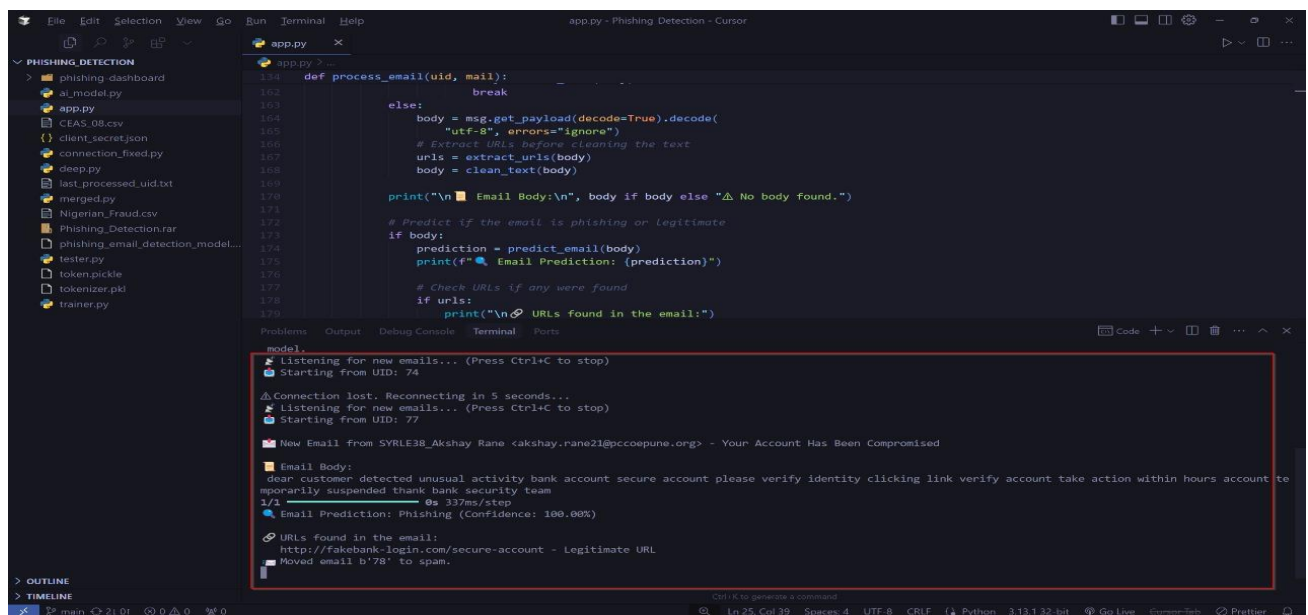 File Edit Selection View Go Run Terminal Help
app.py - Phishing Detection - Cursor
app.py
PHISHING_DETECTION
phishing-dashboard
ai_model.py
app.py
CEAS_08.csv
client_secret.json
connection_fixed.py
deep.py
last_processed_uid.txt
merged.py
Nigerian_Fraud.csv
Phishing_Detection.rar
phishing_email_detection_model....
tester.py
token.pickle
tokenizer.pkl
trainer.py
OUTLINE
TIMELINE
app.py > ...
134 def process_email(uid, mail):
162 break
163 else:
164 body = msg.get_payload(decode=True).decode(
165 "utf-8", errors="ignore")
166 # Extract URLs before cleaning the text
167 urls = extract_urls(body)
168 body = clean_text(body)
169
170 print("\n📜 Email Body:\n", body if body else "⚠ No body found.")
171
172 # Predict if the email is phishing or legitimate
173 if body:
174 prediction = predict_email(body)
175 print(f"🔍 Email Prediction: {prediction}")
176
177 # Check URLs if any were found
178 if urls:
179 print("\n🔗 URLs found in the email:")
Problems Output Debug Console Terminal Ports
Code
model.
Listening for new emails... (Press Ctrl+C to stop)
Starting from UID: 74
⚠Connection lost. Reconnecting in 5 seconds...
Listening for new emails... (Press Ctrl+C to stop)
Starting from UID: 77
New Email from SYRLE38_Akshay Rane <akshay.rane21@pccoepune.org> - Your Account Has Been Compromised
Email Body:
dear customer detected unusual activity bank account secure account please verify identity clicking link verify account take action within hours account te
mporarily suspended thank bank security team
1/1 0s 337ms/step
Email Prediction: Phishing (Confidence: 100.00%)
URLs found in the email:
http://fakebank-login.com/secure-account - Legitimate URL
Moved email b'78' to spam.
Ctrl+K to generate a command
main 0 0 0
Ln 25, Col 39 Spaces: 4 UTF-8 CRLF Python 3.13.1 32-bit Go Live Cursor Tab Prettier